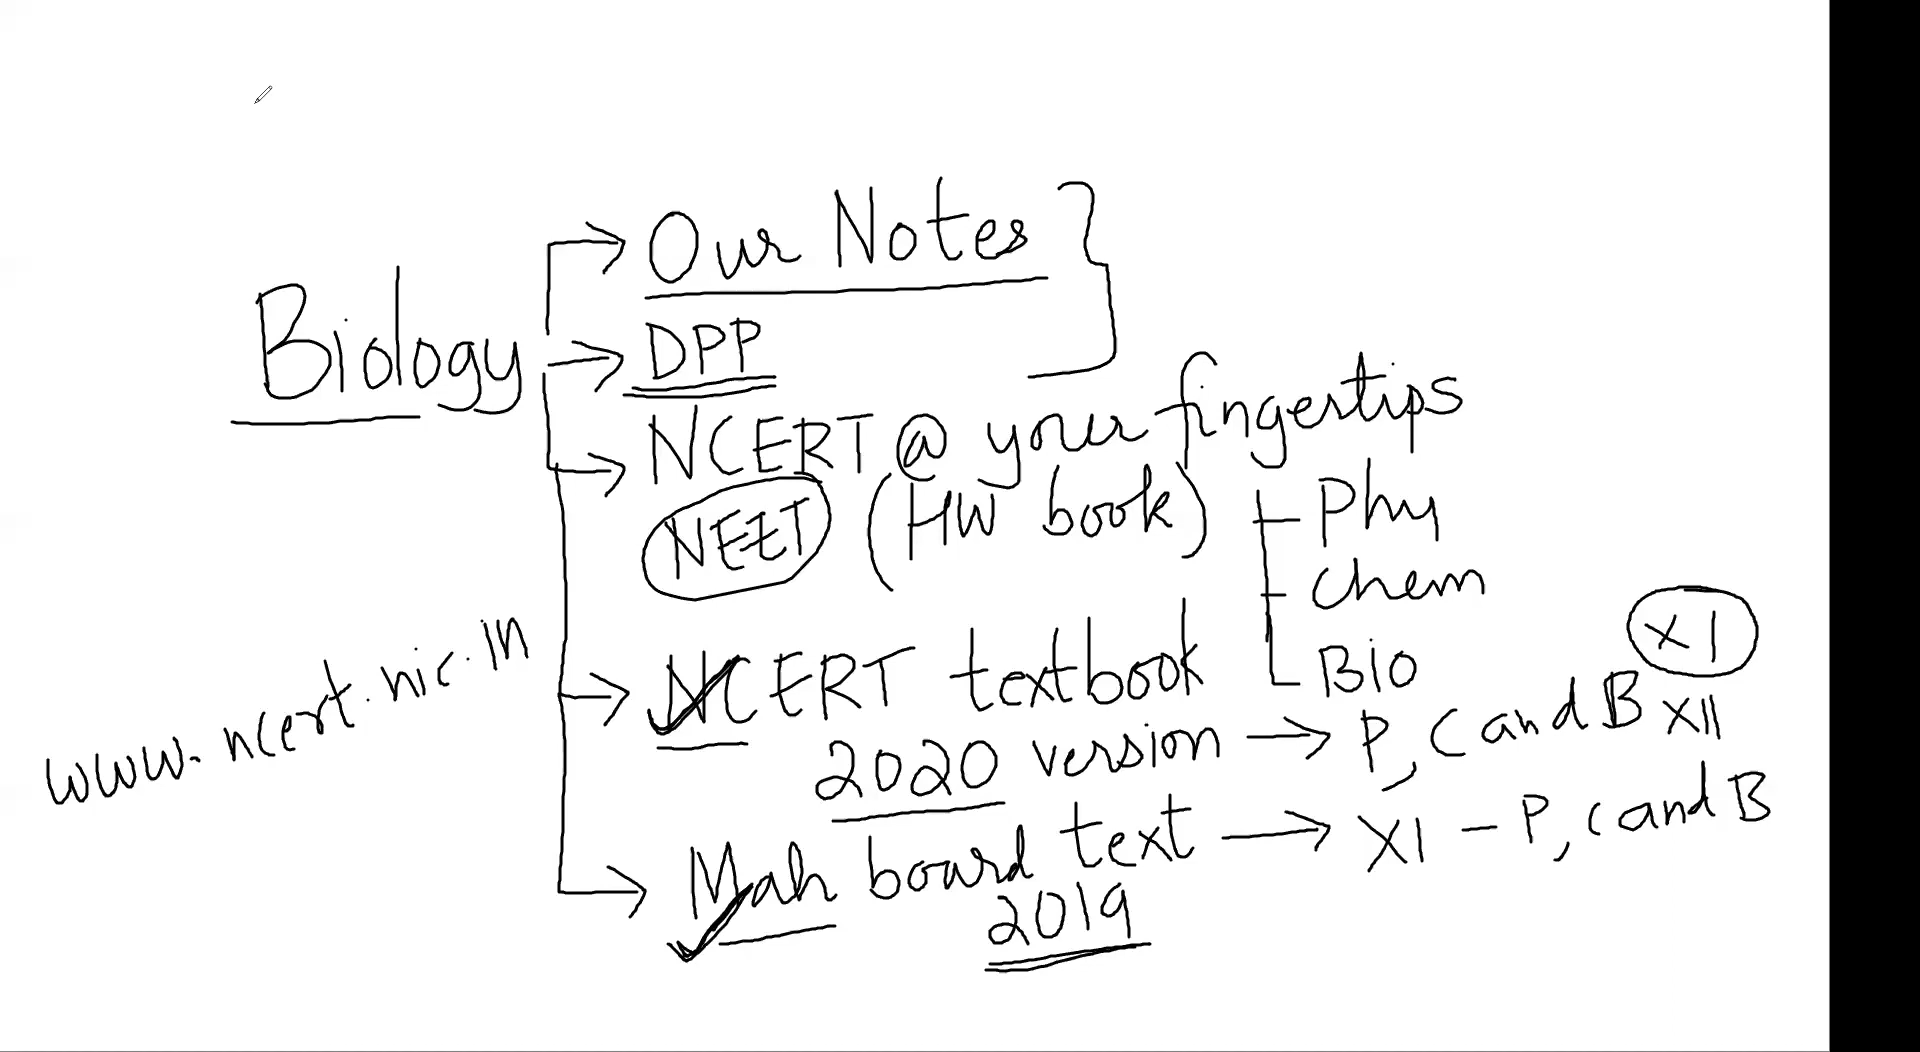 Our Notes
Biology
DPP
NCERT @ your fingertips
NEET (HW book)
Phy
Chem
Bio
XI
www.ncert.nic.in
NCERT textbook
2020 version → P, C and B XII
Mah board text → XI - P, C and B
2019